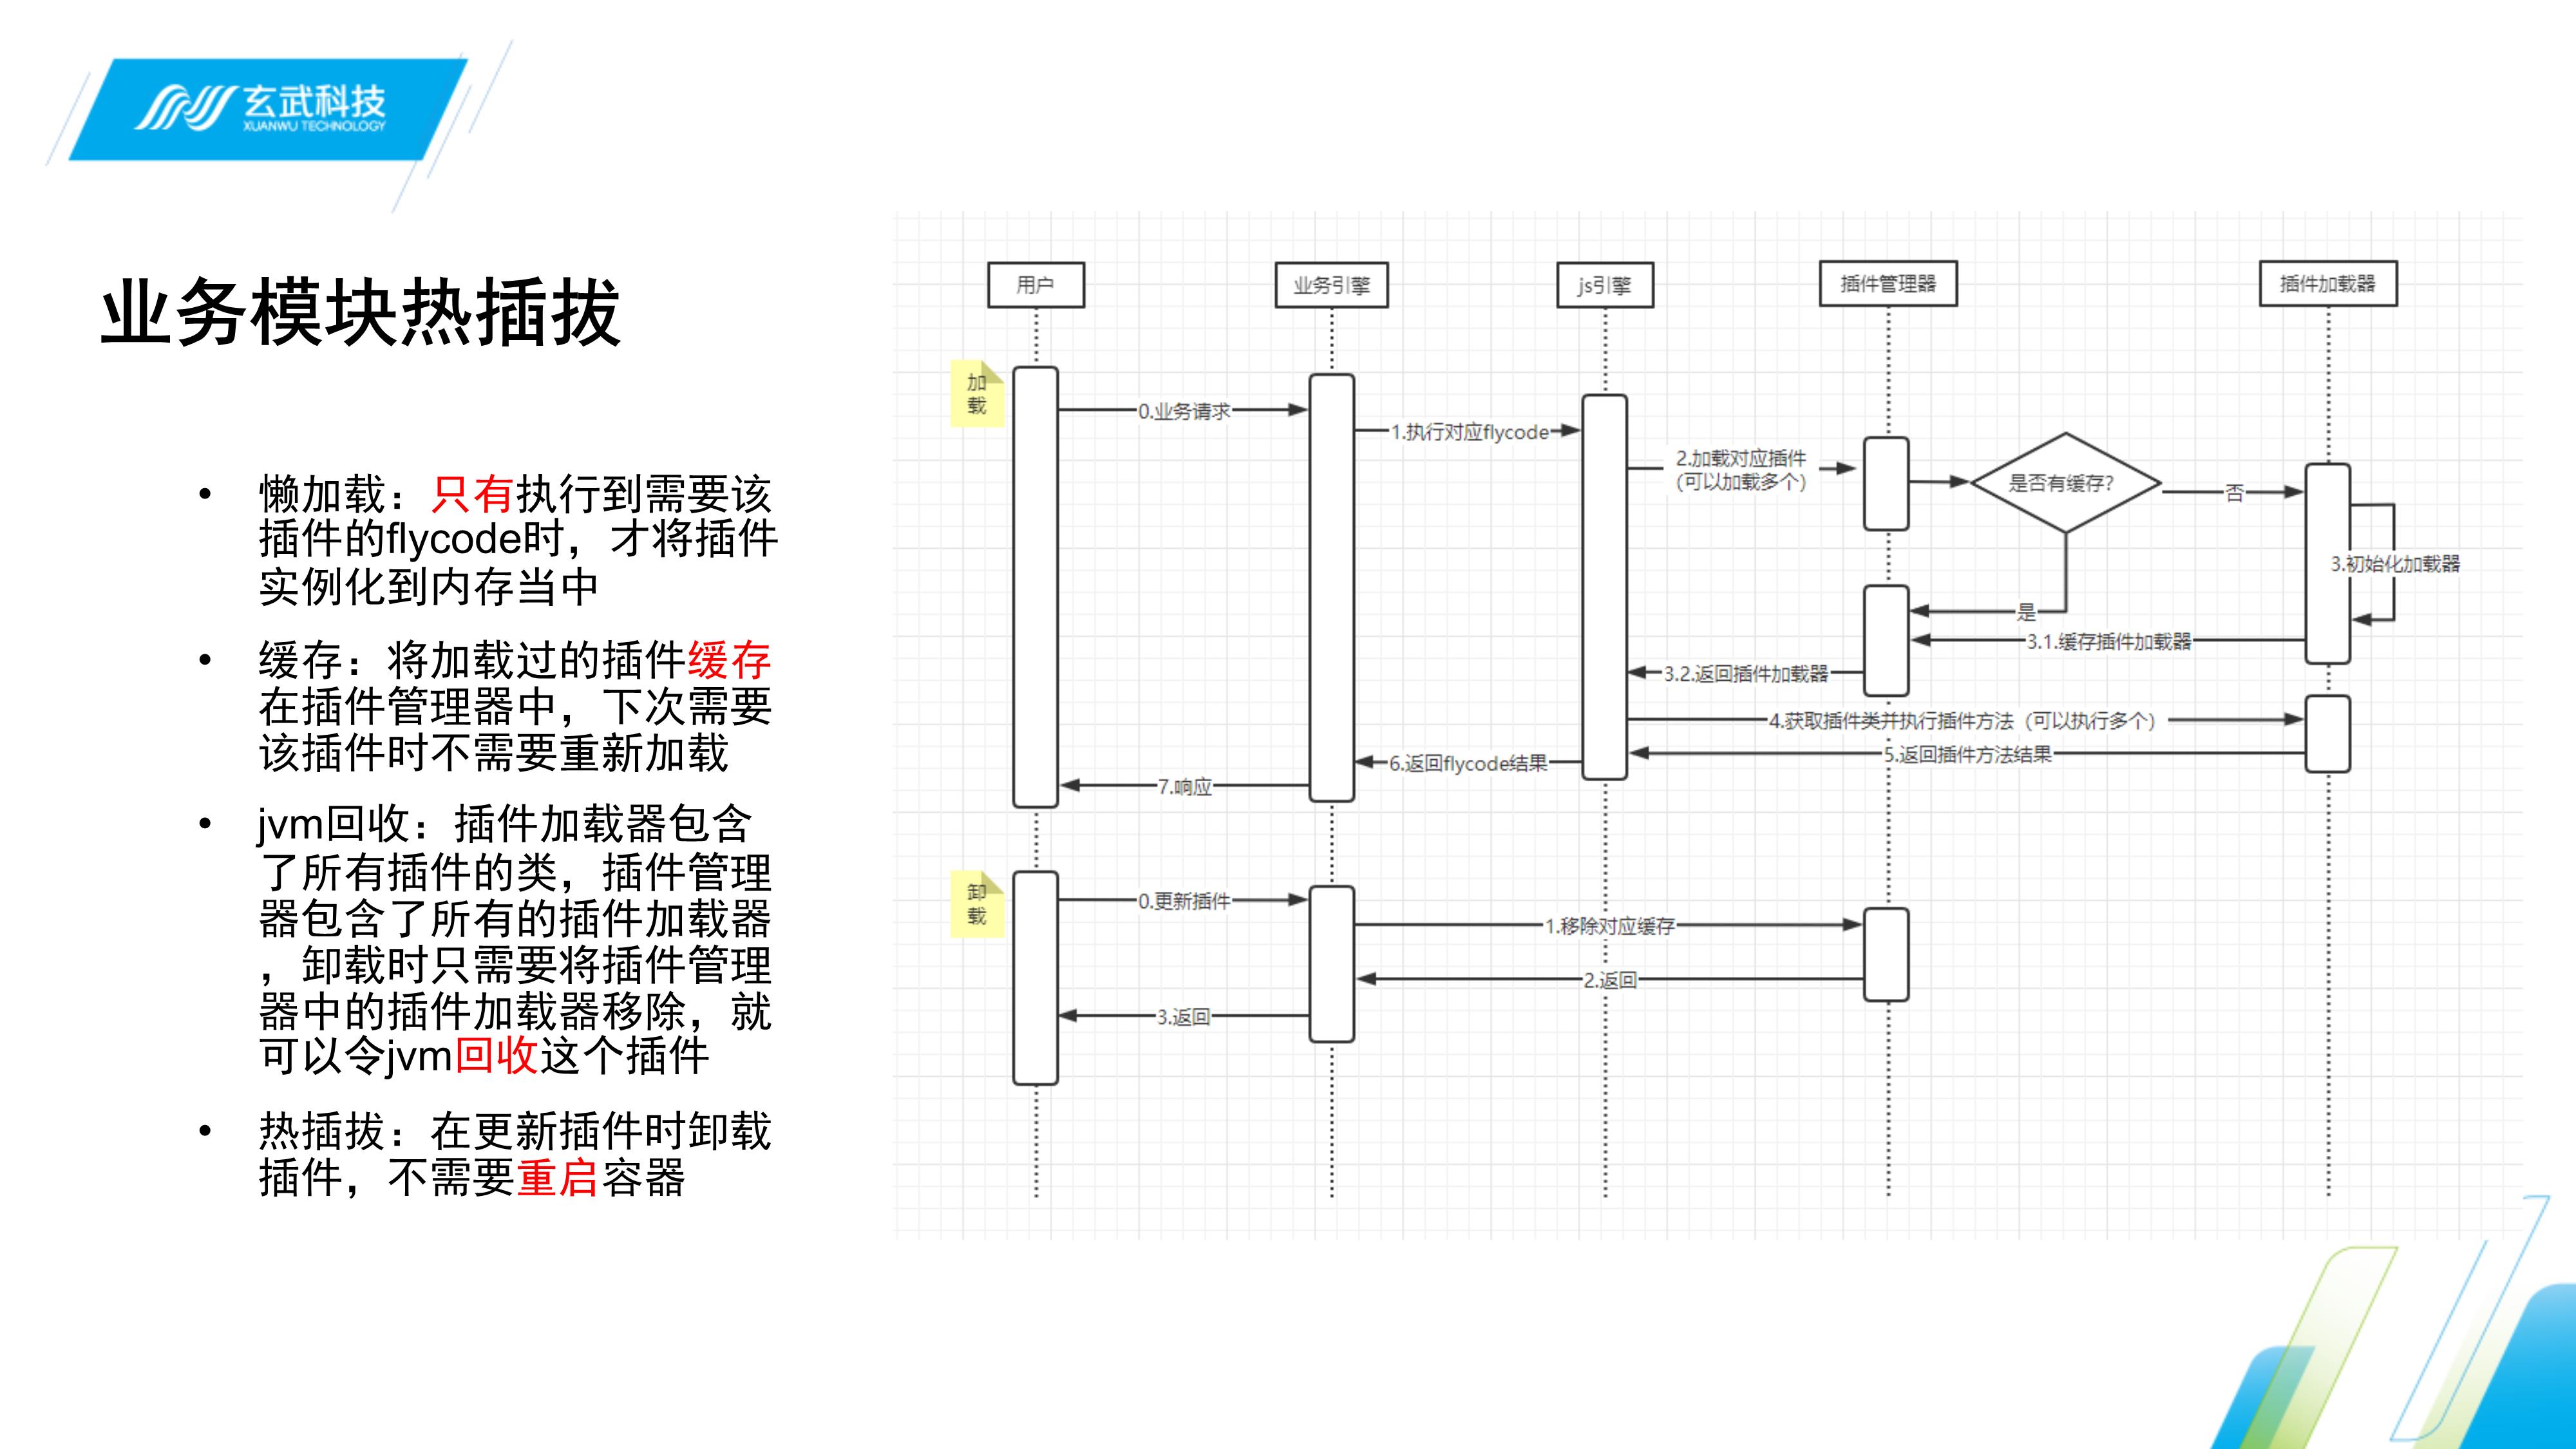 玄武科技
XUANWU TECHNOLOGY
业务模块热插拔
• 懒加载：只有执行到需要该
插件的flycode时，才将插件
实例化到内存当中
• 缓存：将加载过的插件缓存
在插件管理器中，下次需要
该插件时不需要重新加载
• jvm回收：插件加载器包含
了所有插件的类，插件管理
器包含了所有的插件加载器
，卸载时只需要将插件管理
器中的插件加载器移除，就
可以令jvm回收这个插件
• 热插拔：在更新插件时卸载
插件，不需要重启容器
用户
业务引擎
js引擎
插件管理器
插件加载器
加
载
0.业务请求
1.执行对应flycode
2.加载对应插件
(可以加载多个)
是否有缓存?
否
3.初始化加载器
是
3.1.缓存插件加载器
3.2.返回插件加载器
4.获取插件类并执行插件方法（可以执行多个）
5.返回插件方法结果
6.返回flycode结果
7.响应
卸
载
0.更新插件
1.移除对应缓存
2.返回
3.返回